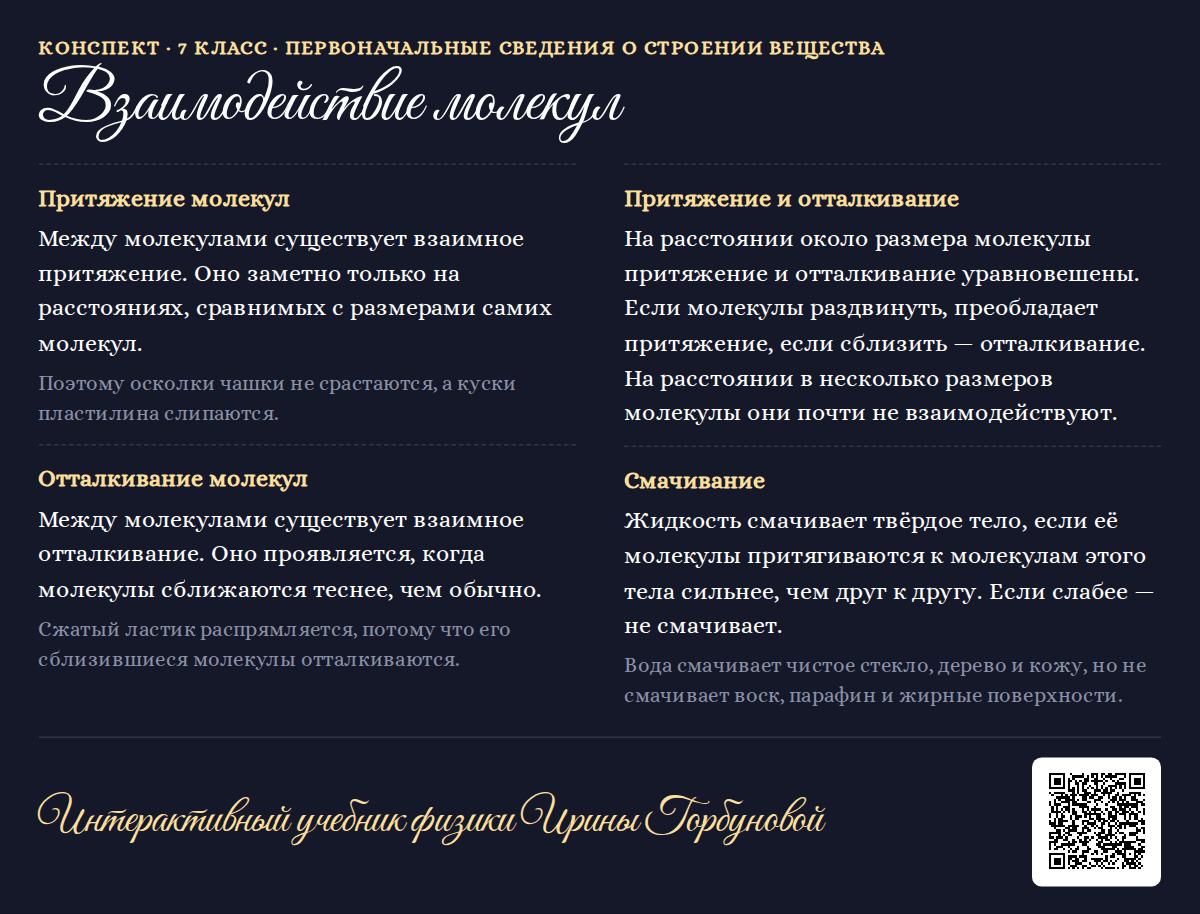 КОНСПЕКТ · 7 КЛАСС · ПЕРВОНАЧАЛЬНЫЕ СВЕДЕНИЯ О СТРОЕНИИ ВЕЩЕСТВА
Взаимодействие молекул
Притяжение молекул
Между молекулами существует взаимное
притяжение. Оно заметно только на
расстояниях, сравнимых с размерами самих
молекул.
Поэтому осколки чашки не срастаются, а куски
пластилина слипаются.
Отталкивание молекул
Между молекулами существует взаимное
отталкивание. Оно проявляется, когда
молекулы сближаются теснее, чем обычно.
Сжатый ластик распрямляется, потому что его
сблизившиеся молекулы отталкиваются.
Притяжение и отталкивание
На расстоянии около размера молекулы
притяжение и отталкивание уравновешены.
Если молекулы раздвинуть, преобладает
притяжение, если сблизить — отталкивание.
На расстоянии в несколько размеров
молекулы они почти не взаимодействуют.
Смачивание
Жидкость смачивает твёрдое тело, если её
молекулы притягиваются к молекулам этого
тела сильнее, чем друг к другу. Если слабее —
не смачивает.
Вода смачивает чистое стекло, дерево и кожу, но не
смачивает воск, парафин и жирные поверхности.
Интерактивный учебник физики Ирины Горбуновой